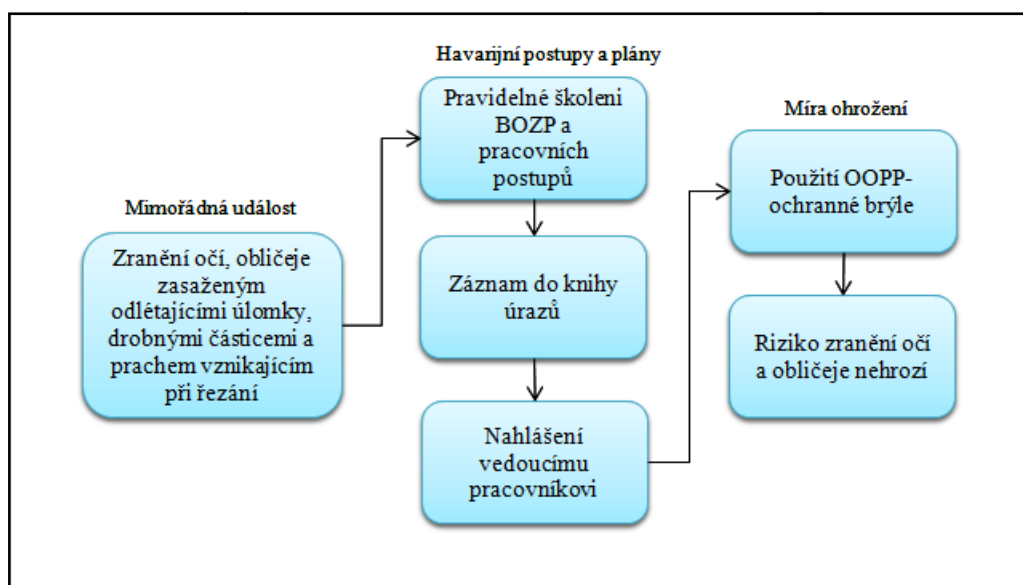 Mimořádná událost
Zranění očí, obličeje
zasaženým
odlétajícími úlomky,
drobnými částicemi a
prachem vznikajícím
při řezání
Havarijní postupy a plány
Pravidelné školeni
BOZP a
pracovních
postupů
Záznam do knihy
úrazů
Nahlášení
vedoucímu
pracovníkovi
Míra ohrožení
Použití OOPP-
ochranné brýle
Riziko zranění očí
a obličeje nehrozí